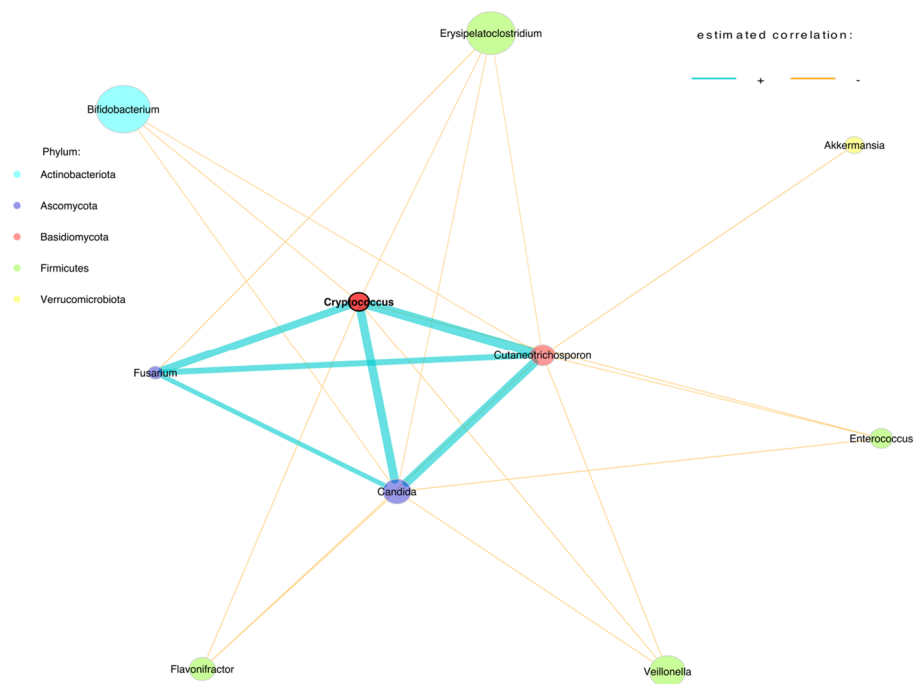 Erysipelatoclostridium
estimated correlation:
+
-
Bifidobacterium
Akkermansia
Phylum:
Actinobacteriota
Ascomycota
Basidiomycota
Firmicutes
Verrucomicrobiota
Cryptococcus
Cutaneotrichosporon
Fusarium
Enterococcus
Candida
Flavonifractor
Veillonella